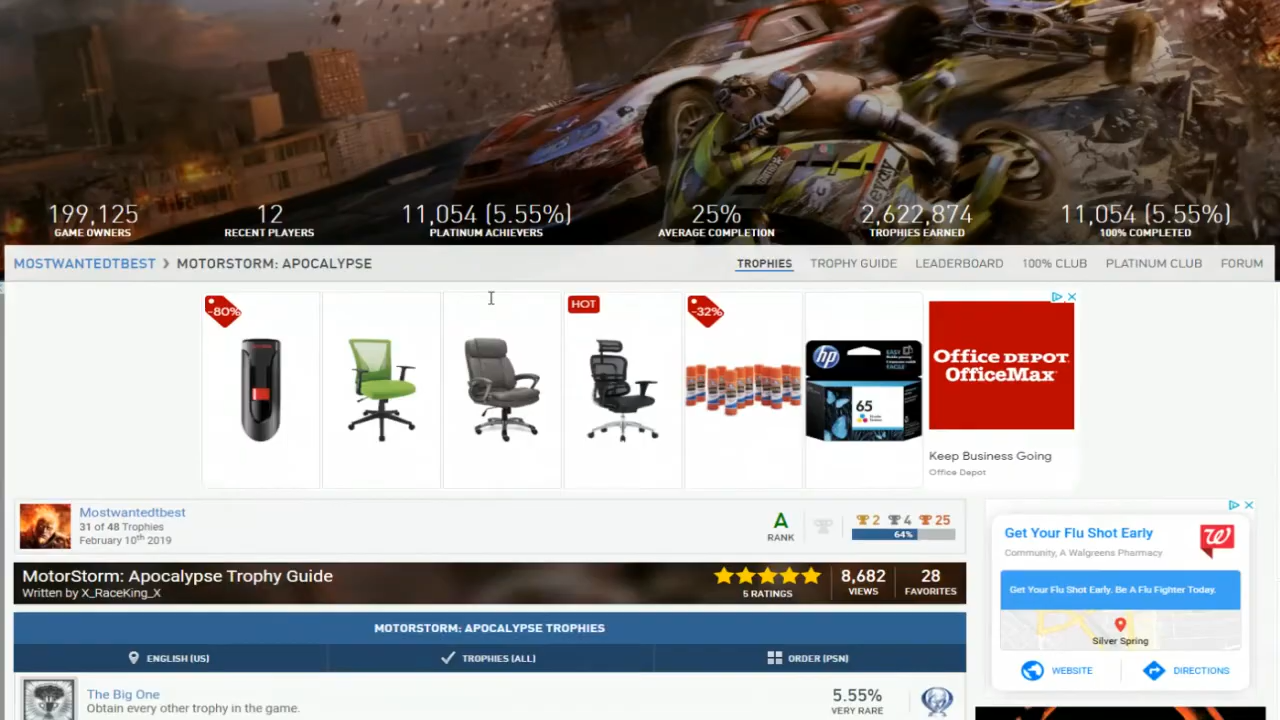 199,125
GAME OWNERS
12
RECENT PLAYERS
11,054 (5.55%)
PLATINUM ACHIEVERS
25%
AVERAGE COMPLETION
2,622,874
TROPHIES EARNED
11,054 (5.55%)
100% COMPLETED
MOSTWANTEDTBEST > MOTORSTORM: APOCALYPSE
TROPHIES TROPHY GUIDE LEADERBOARD 100% CLUB PLATINUM CLUB FORUM
-80%
HOT
-32%
hp
65
Office DEPOT
OfficeMax
Keep Business Going
Office Depot
Mostwantedtbest
31 of 48 Trophies
February 10th 2019
A
RANK
2 4 25
64%
MotorStorm: Apocalypse Trophy Guide
Written by X_RaceKing_X
5 RATINGS
8,682
VIEWS
28
FAVORITES
MOTORSTORM: APOCALYPSE TROPHIES
ENGLISH (US) TROPHIES (ALL) ORDER (PSN)
The Big One
Obtain every other trophy in the game.
5.55%
VERY RARE
Get Your Flu Shot Early
Community, A Walgreens Pharmacy
Get Your Flu Shot Early. Be A Flu Fighter Today.
Silver Spring
WEBSITE DIRECTIONS